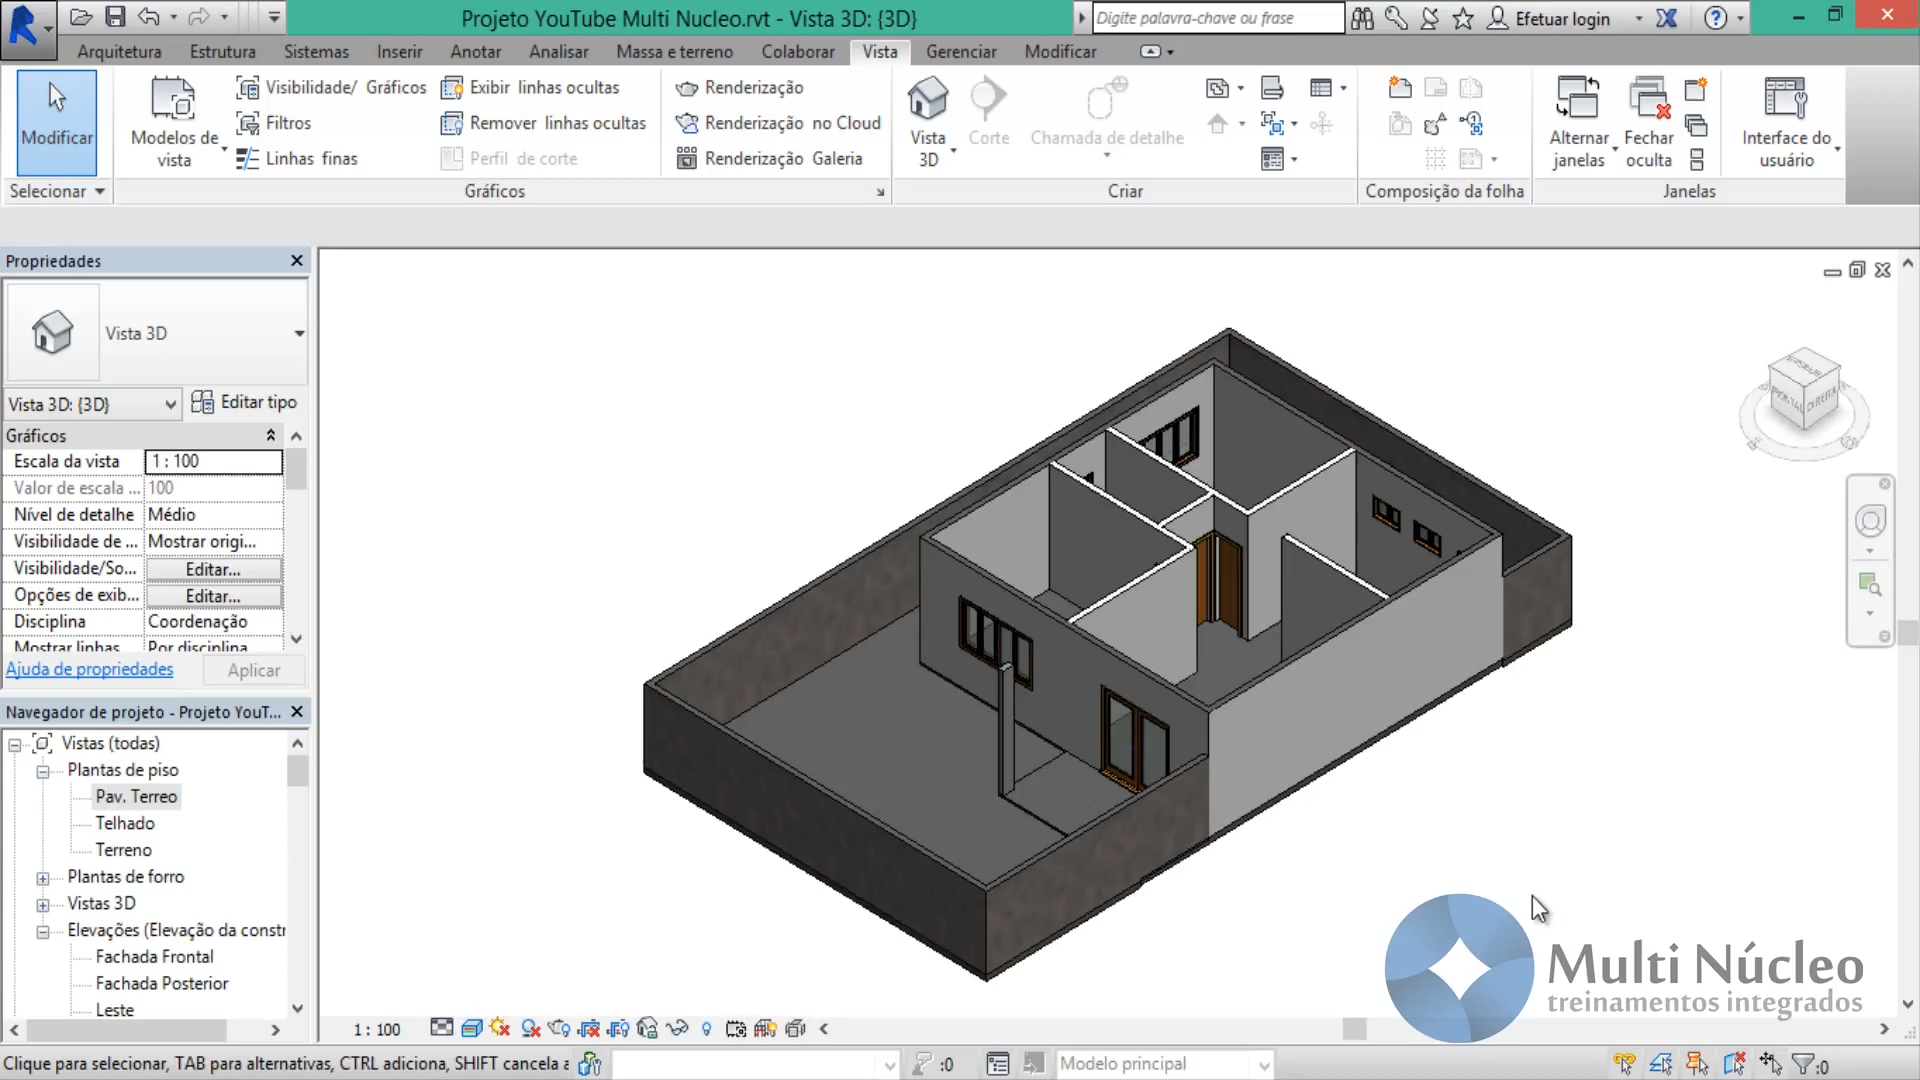 Projeto YouTube Multi Nucleo.rvt - Vista 3D: {3D}
Digite palavra-chave ou frase
Efetuar login
Arquitetura Estrutura Sistemas Inserir Anotar Analisar Massa e terreno Colaborar Vista Gerenciar Modificar
Modificar
Modelos de vista
Visibilidade/ Gráficos
Filtros
Linhas finas
Exibir linhas ocultas
Remover linhas ocultas
Perfil de corte
Renderização
Renderização no Cloud
Renderização Galeria
Vista 3D
Corte
Chamada de detalhe
Alternar janelas
Fechar oculta
Interface do usuário
Selecionar
Gráficos
Criar
Composição da folha
Janelas
Propriedades
Vista 3D
Vista 3D: {3D}
Editar tipo
Gráficos
Escala da vista 1 : 100
Valor de escala ... 100
Nível de detalhe Médio
Visibilidade de ... Mostrar origi...
Visibilidade/So... Editar...
Opções de exib... Editar...
Disciplina Coordenação
Mostrar linhas Por disciplina
Ajuda de propriedades
Aplicar
Navegador de projeto - Projeto YouT...
Vistas (todas)
Plantas de piso
Pav. Terreo
Telhado
Terreno
Plantas de forro
Vistas 3D
Elevações (Elevação da constr
Fachada Frontal
Fachada Posterior
Leste
1 : 100
Multi Núcleo
treinamentos integrados
Clique para selecionar, TAB para alternativas, CTRL adiciona, SHIFT cancela a
:0
Modelo principal
:0